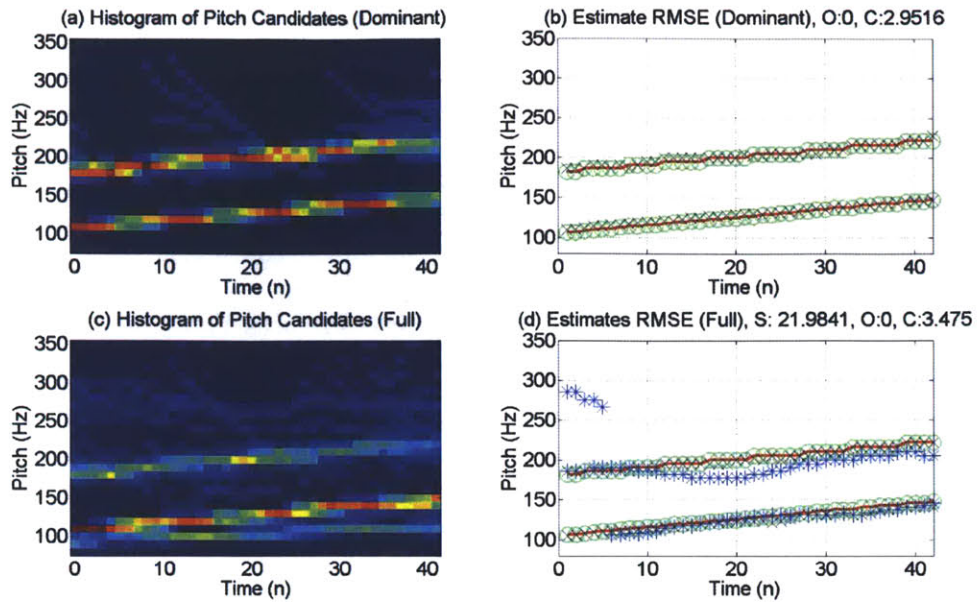 (a) Histogram of Pitch Candidates (Dominant)
350
300
250
200
150
100
Pitch (Hz)
0 10 20 30 40
Time (n)
(b) Estimate RMSE (Dominant), O:0, C:2.9516
350
300
250
200
150
100
Pitch (Hz)
0 10 20 30 40
Time (n)
(c) Histogram of Pitch Candidates (Full)
350
300
250
200
150
100
Pitch (Hz)
0 10 20 30 40
Time (n)
(d) Estimates RMSE (Full), S: 21.9841, O:0, C:3.475
350
300
250
200
150
100
Pitch (Hz)
0 10 20 30 40
Time (n)